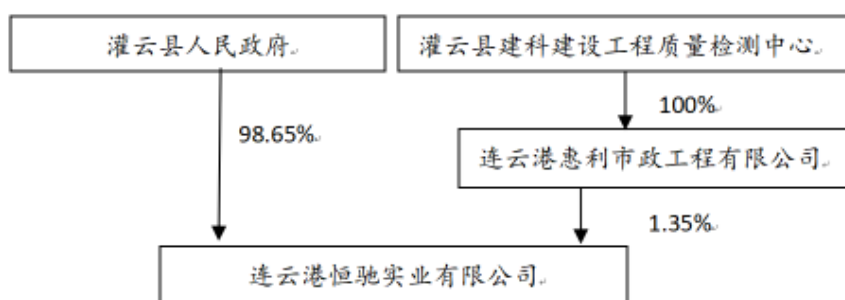 灌云县人民政府
灌云县建科建设工程质量检测中心
100%
98.65%
连云港惠利市政工程有限公司
1.35%
连云港恒驰实业有限公司